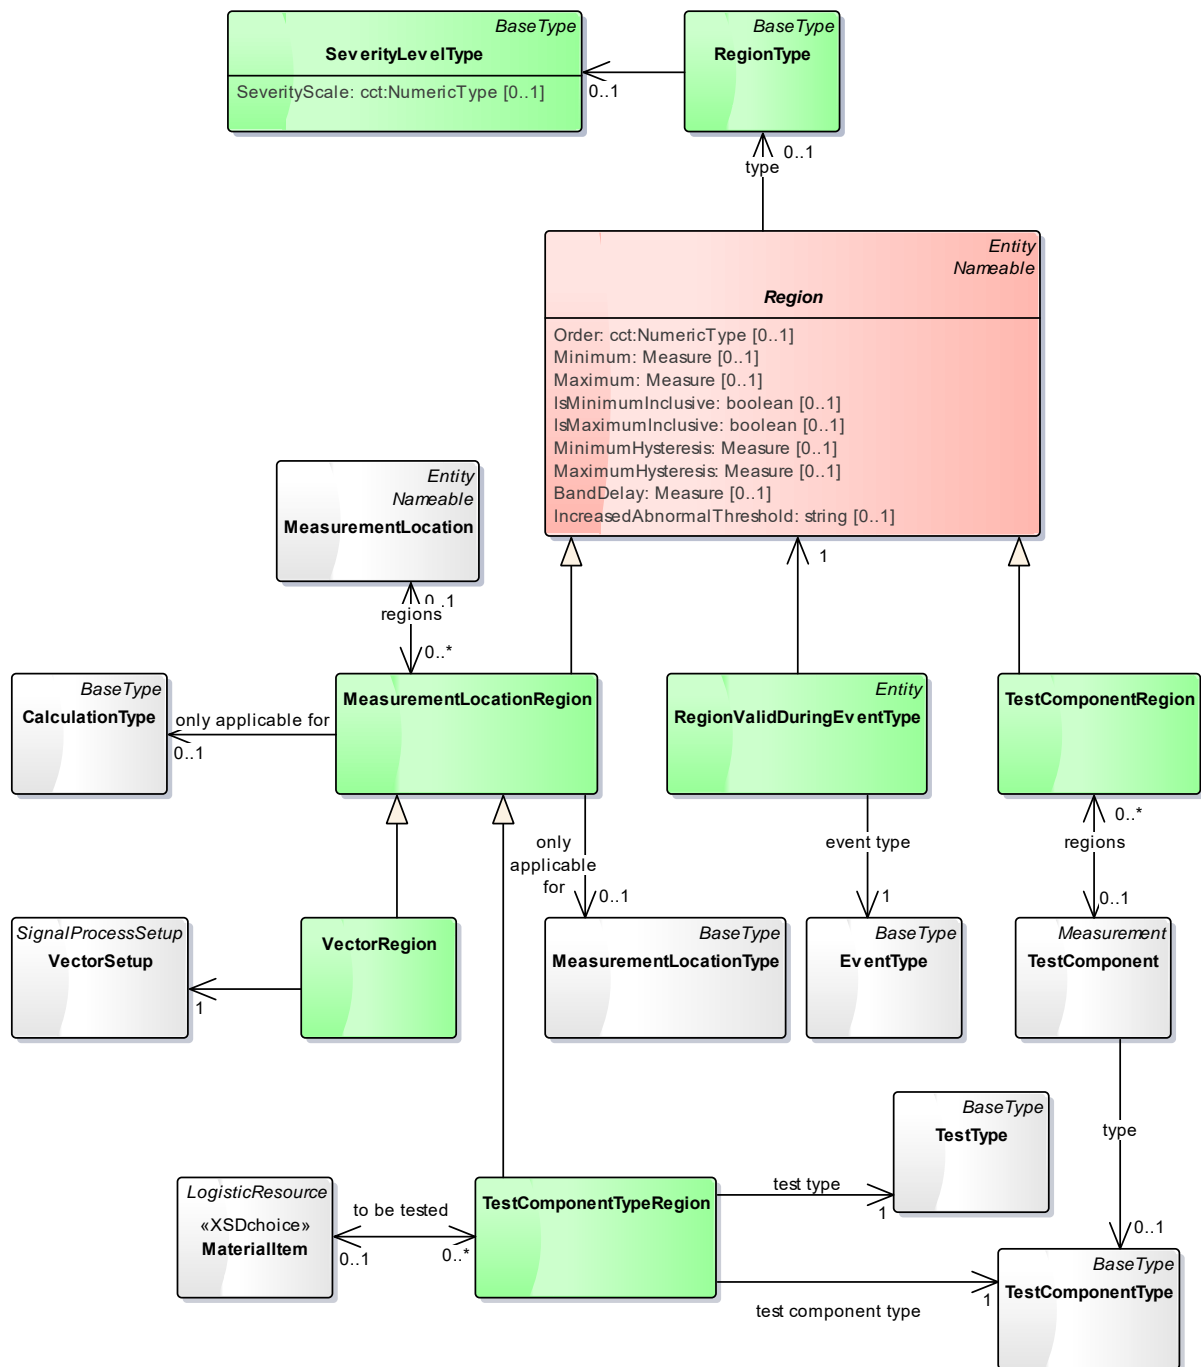 BaseType
SeverityLevelType
SeverityScale: cct:NumericType [0..1]
0..1
BaseType
RegionType
0..1
type
Entity
Nameable
Region
Order: cct:NumericType [0..1]
Minimum: Measure [0..1]
Maximum: Measure [0..1]
IsMinimumInclusive: boolean [0..1]
IsMaximumInclusive: boolean [0..1]
MinimumHysteresis: Measure [0..1]
MaximumHysteresis: Measure [0..1]
BandDelay: Measure [0..1]
IncreasedAbnormalThreshold: string [0..1]
Entity
Nameable
MeasurementLocation
0..1
regions
0..*
1
BaseType
CalculationType
only applicable for
0..1
MeasurementLocationRegion
Entity
RegionValidDuringEventType
TestComponentRegion
only
applicable
for
0..1
event type
1
0..*
regions
0..1
SignalProcessSetup
VectorSetup
1
VectorRegion
BaseType
MeasurementLocationType
BaseType
EventType
Measurement
TestComponent
BaseType
TestType
type
0..1
LogisticResource
«XSDchoice»
MaterialItem
to be tested
0..1
0..*
TestComponentTypeRegion
test type
1
test component type
1
BaseType
TestComponentType